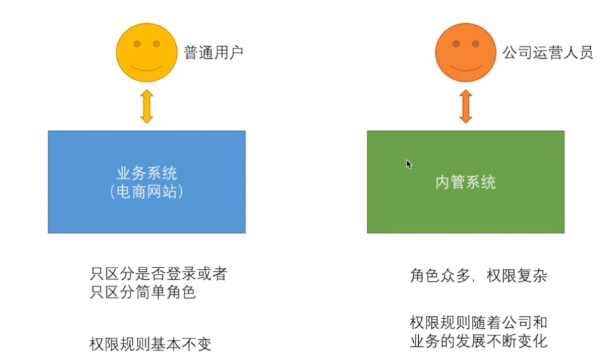 普通用户
公司运营人员
业务系统
(电商网站)
内管系统
只区分是否登录或者
只区分简单角色
角色众多，权限复杂
权限规则基本不变
权限规则随着公司和
业务的发展不断变化